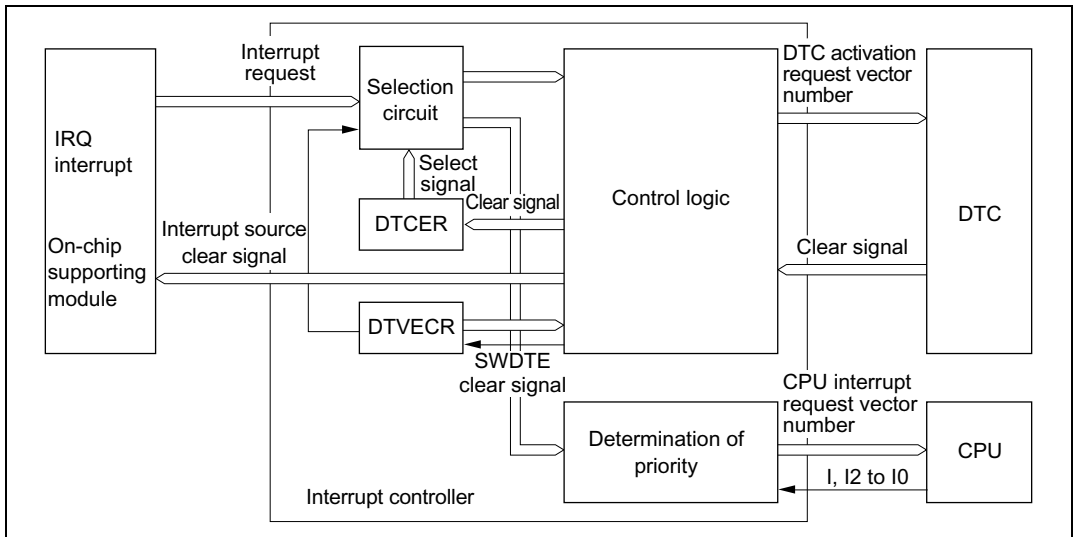 Interrupt
request
Selection
circuit
DTC activation
request vector
number
IRQ
interrupt
Select
signal
Control logic
DTC
DTCER
Clear signal
Interrupt source
clear signal
On-chip
supporting
module
Clear signal
DTVECR
SWDTE
clear signal
CPU interrupt
request vector
number
Determination of
priority
CPU
I, I2 to I0
Interrupt controller